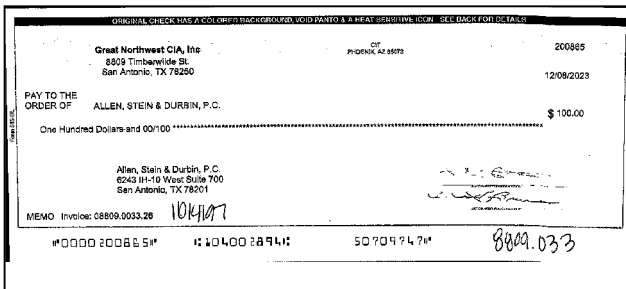 ORIGINAL CHECK HAS A COLORED BACKGROUND, VOID PANTO & A HEAT SENSITIVE ICON - SEE BACK FOR DETAILS
Great Northwest CIA, Inc
8809 Timberwilde St.
San Antonio, TX 78250
CIT
PHOENIX, AZ 85072
200865
12/08/2023
PAY TO THE
ORDER OF ALLEN, STEIN & DURBIN, P.C.
$ 100.00
One Hundred Dollars and 00/100
Allen, Stein & Durbin, P.C.
6243 IH-10 West Suite 700
San Antonio, TX 78201
MEMO Invoice: 08809.0033.26
⑈0000200865⑈ ⑆104002894⑆ 50709747⑈
8809.033